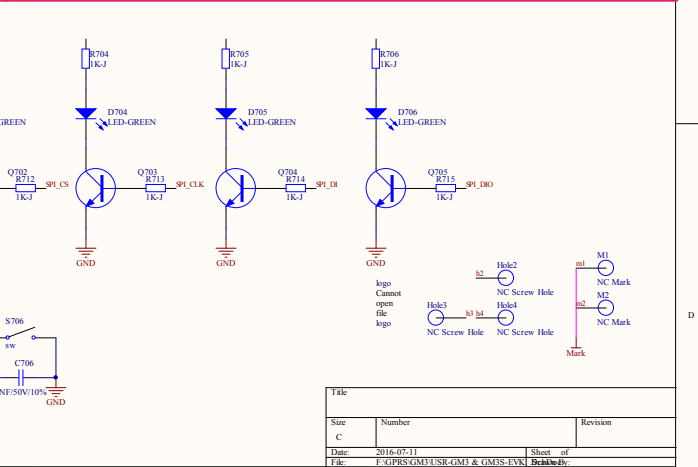 R704
1K-J
R705
1K-J
R706
1K-J
GREEN
D704
LED-GREEN
D705
LED-GREEN
D706
LED-GREEN
Q702
R712
1K-J
SPI_CS
Q703
R713
1K-J
SPI_CLK
Q704
R714
1K-J
SPI_DI
Q705
R715
1K-J
SPI_DIO
GND
GND
GND
logo
Cannot
open
file
logo
Hole2
h2
NC Screw Hole
Hole3
h3
NC Screw Hole
Hole4
h4
NC Screw Hole
M1
m1
NC Mark
M2
m2
NC Mark
Mark
D
S706
sw
C706
NF/50V/10%
GND
Title
Size
C
Number
Revision
Date:
2016-07-11
Sheet of
File:
F:\GPRS\GM3\USR-GM3 & GM3S-EVK